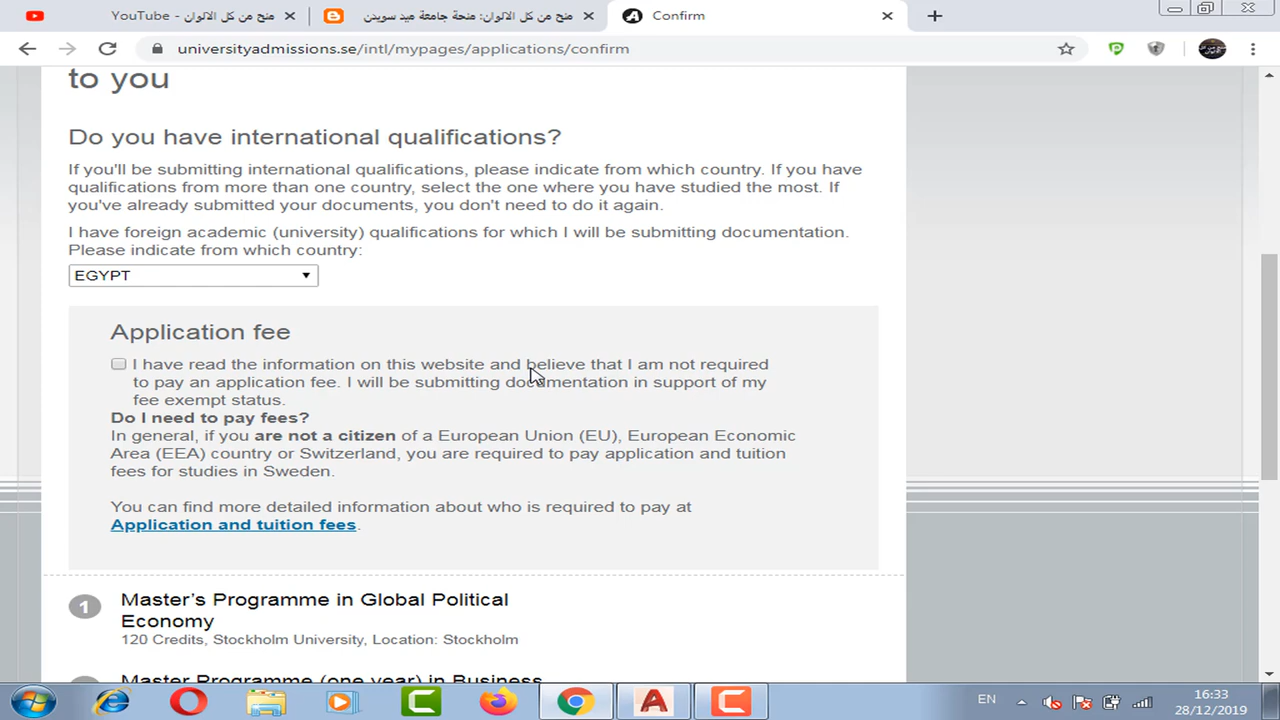 YouTube - منح من كل الالوان
منح من كل الالوان: منحة جامعة ميد سويدن
Confirm
universityadmissions.se/intl/mypages/applications/confirm
to you
Do you have international qualifications?
If you'll be submitting international qualifications, please indicate from which country. If you have
qualifications from more than one country, select the one where you have studied the most. If
you've already submitted your documents, you don't need to do it again.
I have foreign academic (university) qualifications for which I will be submitting documentation.
Please indicate from which country:
EGYPT
Application fee
I have read the information on this website and believe that I am not required
to pay an application fee. I will be submitting documentation in support of my
fee exempt status.
Do I need to pay fees?
In general, if you are not a citizen of a European Union (EU), European Economic
Area (EEA) country or Switzerland, you are required to pay application and tuition
fees for studies in Sweden.
You can find more detailed information about who is required to pay at
Application and tuition fees.
1
Master's Programme in Global Political
Economy
120 Credits, Stockholm University, Location: Stockholm
Master Programme (one year) in Business
EN
16:33
28/12/2019